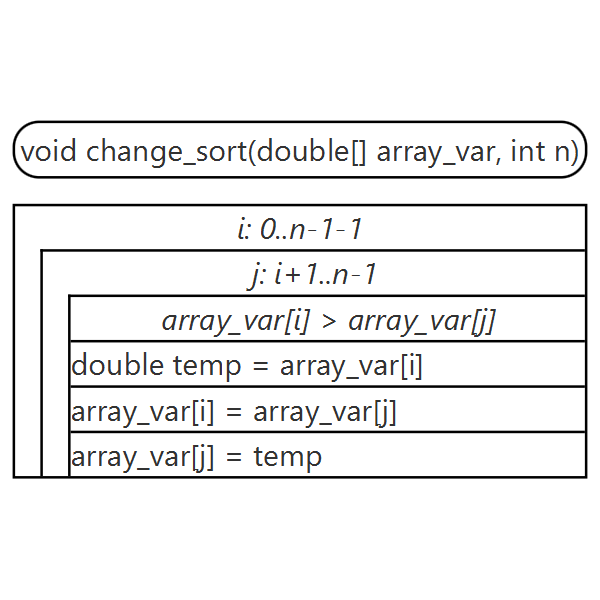 void change_sort(double[] array_var, int n)
i: 0..n-1-1
j: i+1..n-1
array_var[i] > array_var[j]
double temp = array_var[i]
array_var[i] = array_var[j]
array_var[j] = temp